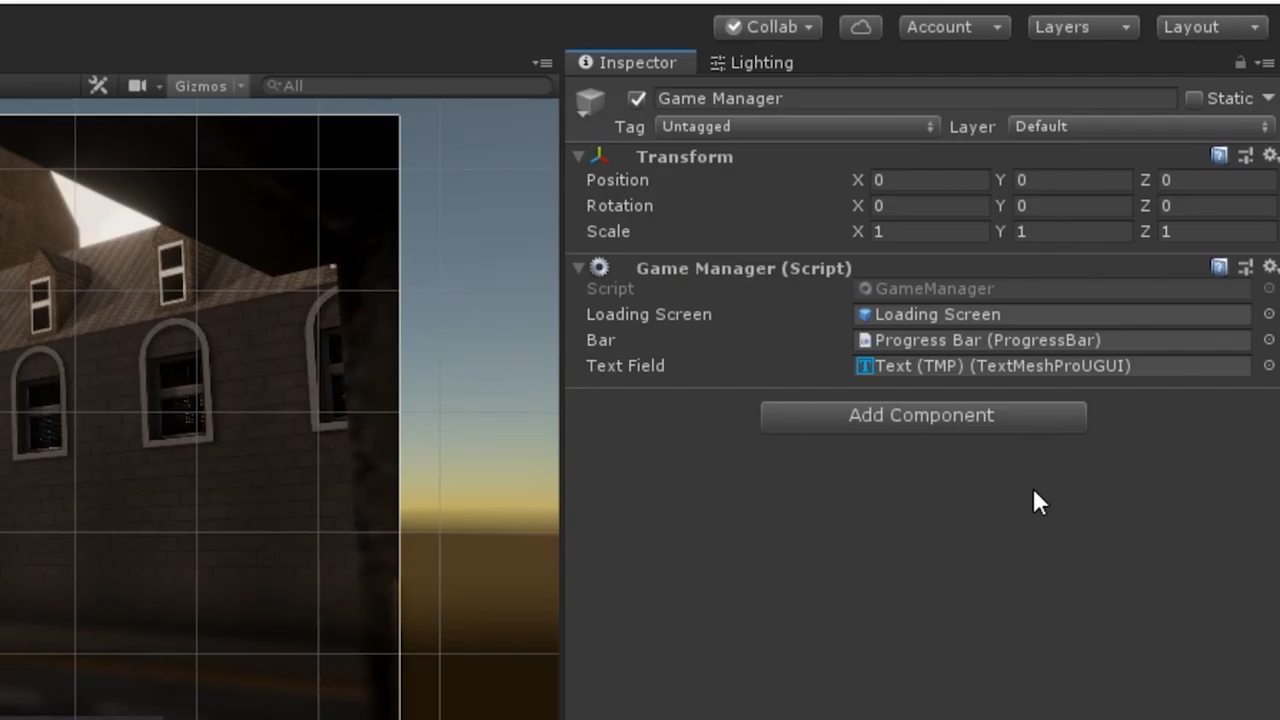 Collab Account Layers Layout
Inspector Lighting
Gizmos All
Game Manager Static
Tag Untagged Layer Default
Transform
Position X 0 Y 0 Z 0
Rotation X 0 Y 0 Z 0
Scale X 1 Y 1 Z 1
Game Manager (Script)
Script GameManager
Loading Screen Loading Screen
Bar Progress Bar (ProgressBar)
Text Field Text (TMP) (TextMeshProUGUI)
Add Component